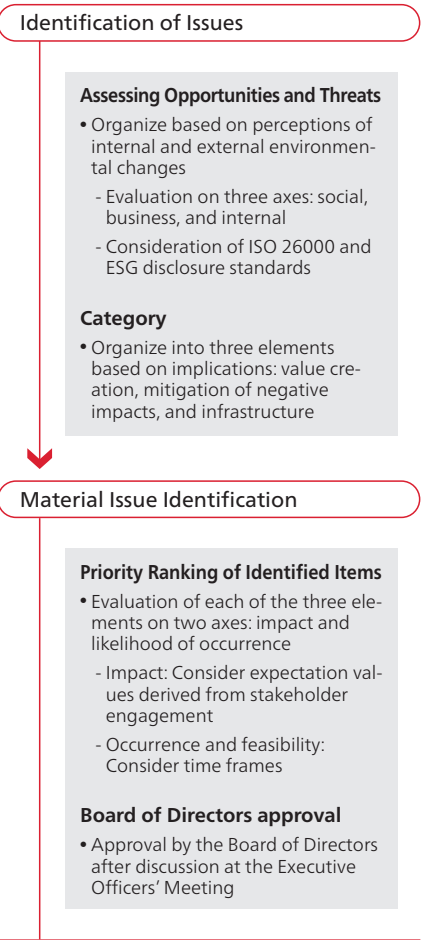 Identification of Issues
Assessing Opportunities and Threats
• Organize based on perceptions of
internal and external environmen-
tal changes
- Evaluation on three axes: social,
business, and internal
- Consideration of ISO 26000 and
ESG disclosure standards
Category
• Organize into three elements
based on implications: value cre-
ation, mitigation of negative
impacts, and infrastructure
Material Issue Identification
Priority Ranking of Identified Items
• Evaluation of each of the three ele-
ments on two axes: impact and
likelihood of occurrence
- Impact: Consider expectation val-
ues derived from stakeholder
engagement
- Occurrence and feasibility:
Consider time frames
Board of Directors approval
• Approval by the Board of Directors
after discussion at the Executive
Officers’ Meeting